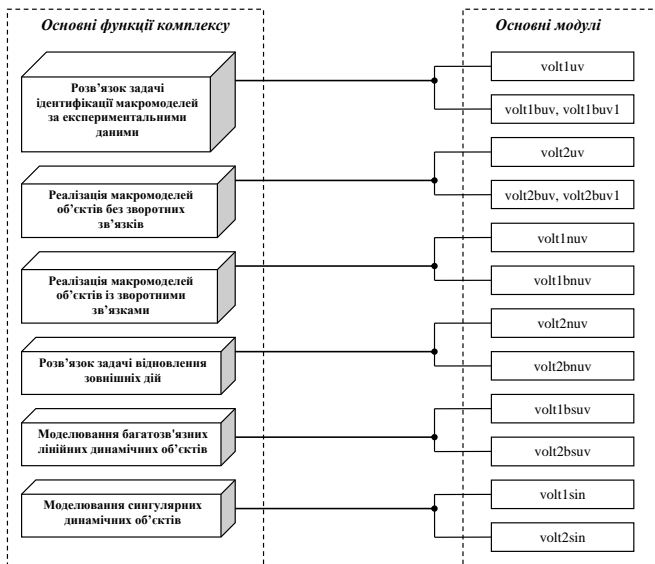 Основні функції комплексу
Основні модулі
Розв’язок задачі
ідентифікації макромоделей
за експериментальними
даними
volt1uv
volt1buv, volt1buv1
Реалізація макромоделей
об’єктів без зворотних
зв’язків
volt2uv
volt2buv, volt2buv1
Реалізація макромоделей
об’єктів із зворотними
зв’язками
volt1nuv
volt1bnuv
Розв’язок задачі відновлення
зовнішніх дій
volt2nuv
volt2bnuv
Моделювання багатозв'язних
лінійних динамічних об’єктів
volt1bsuv
volt2bsuv
Моделювання сингулярних
динамічних об’єктів
volt1sin
volt2sin